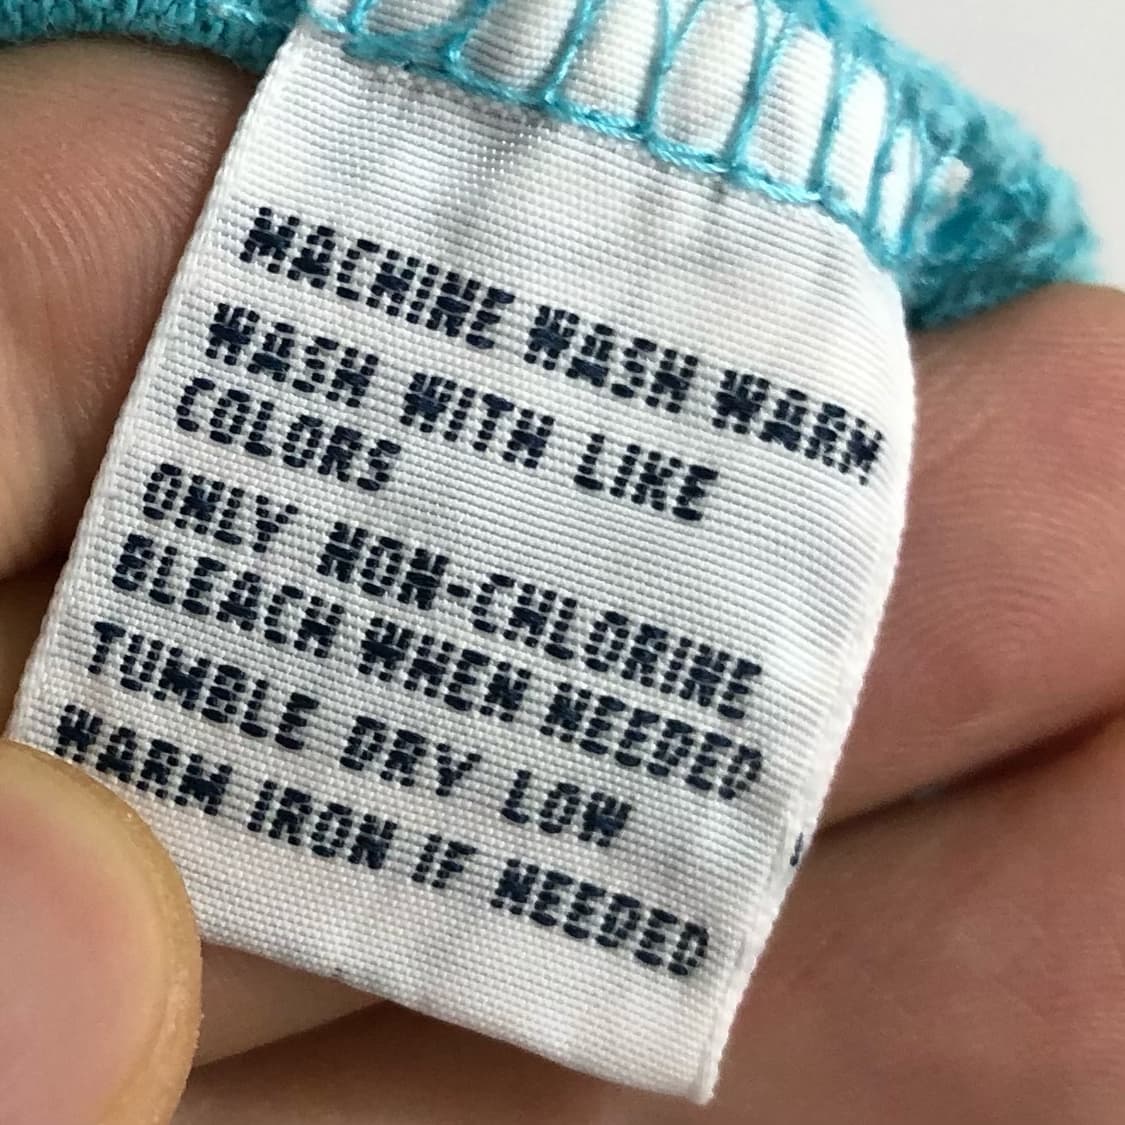 MACHINE WASH WARM
WASH WITH LIKE
COLORS
ONLY NON-CHLORINE
BLEACH WHEN NEEDED
TUMBLE DRY LOW
WARM IRON IF NEEDED